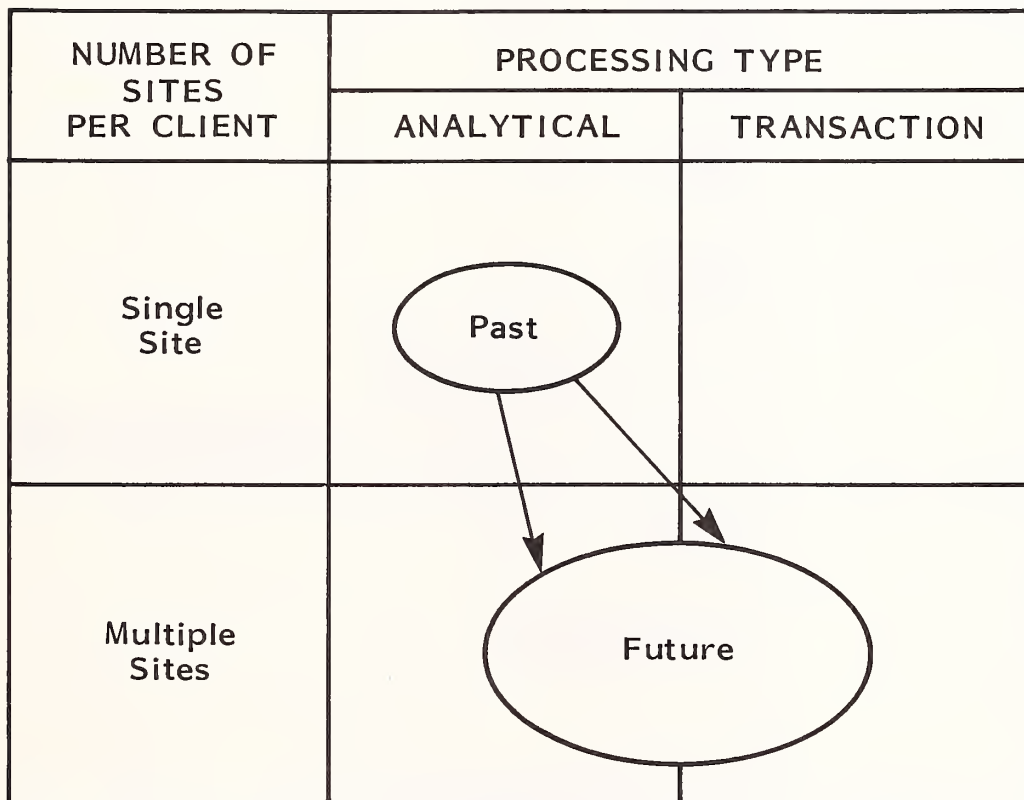 NUMBER OF
SITES
PER CLIENT
PROCESSING TYPE
ANALYTICAL
TRANSACTION
Single
Site
Past
Multiple
Sites
Future